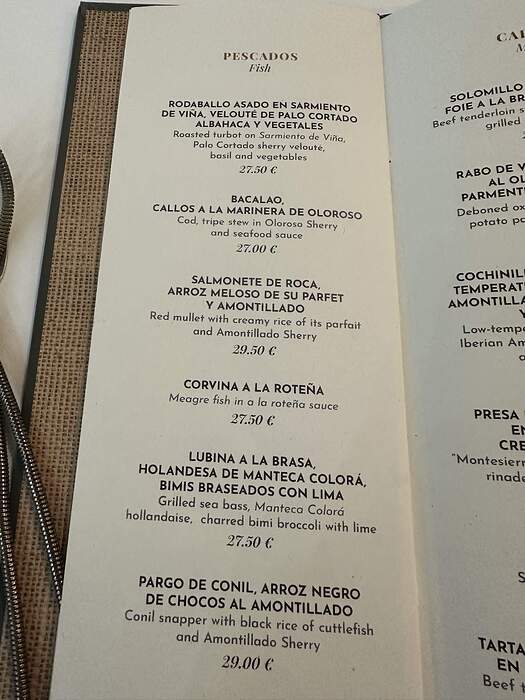 PESCADOS
Fish
RODABALLO ASADO EN SARMIENTO
DE VIÑA, VELOUTÉ DE PALO CORTADO
ALBAHACA Y VEGETALES
Roasted turbot on Sarmiento de Viña,
Palo Cortado sherry velouté,
basil and vegetables
27.50 €
BACALAO,
CALLOS A LA MARINERA DE OLOROSO
Cod, tripe stew in Oloroso Sherry
and seafood sauce
27.00 €
SALMONETE DE ROCA,
ARROZ MELOSO DE SU PARFET
Y AMONTILLADO
Red mullet with creamy rice of its parfait
and Amontillado Sherry
29.50 €
CORVINA A LA ROTEÑA
Meagre fish in a la roteña sauce
27.50 €
LUBINA A LA BRASA,
HOLANDESA DE MANTECA COLORÁ,
BIMIS BRASEADOS CON LIMA
Grilled sea bass, Manteca Colorá
hollandaise, charred bimi broccoli with lime
27.50 €
PARGO DE CONIL, ARROZ NEGRO
DE CHOCOS AL AMONTILLADO
Conil snapper with black rice of cuttlefish
and Amontillado Sherry
29.00 €
SOLOMILLO
FOIE A LA BR
Beef tenderloin s
grilled
RABO DE V
AL OL
PARMENTI
Deboned ox
potato p
COCHINIL
TEMPERAT
AMONTILLA
Y
Low-temp
Iberian Am
PRESA
EN
CRE
"Montesierr
rinade
S
TARTA
EN
Beef t